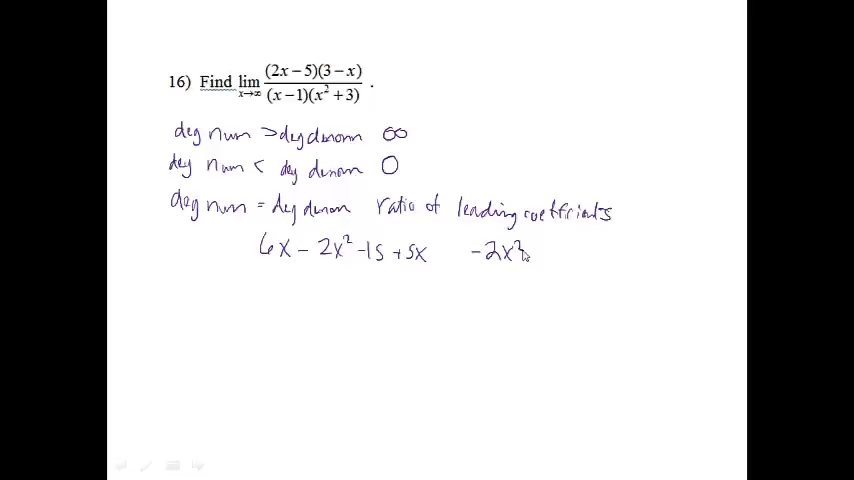 16) Find lim x→∞ (2x − 5)(3 − x) / (x − 1)(x² + 3) .
deg num > deg denom ∞
deg num < deg denom 0
deg num = deg denom ratio of leading coefficients
6x − 2x² − 15 + 5x −2x²